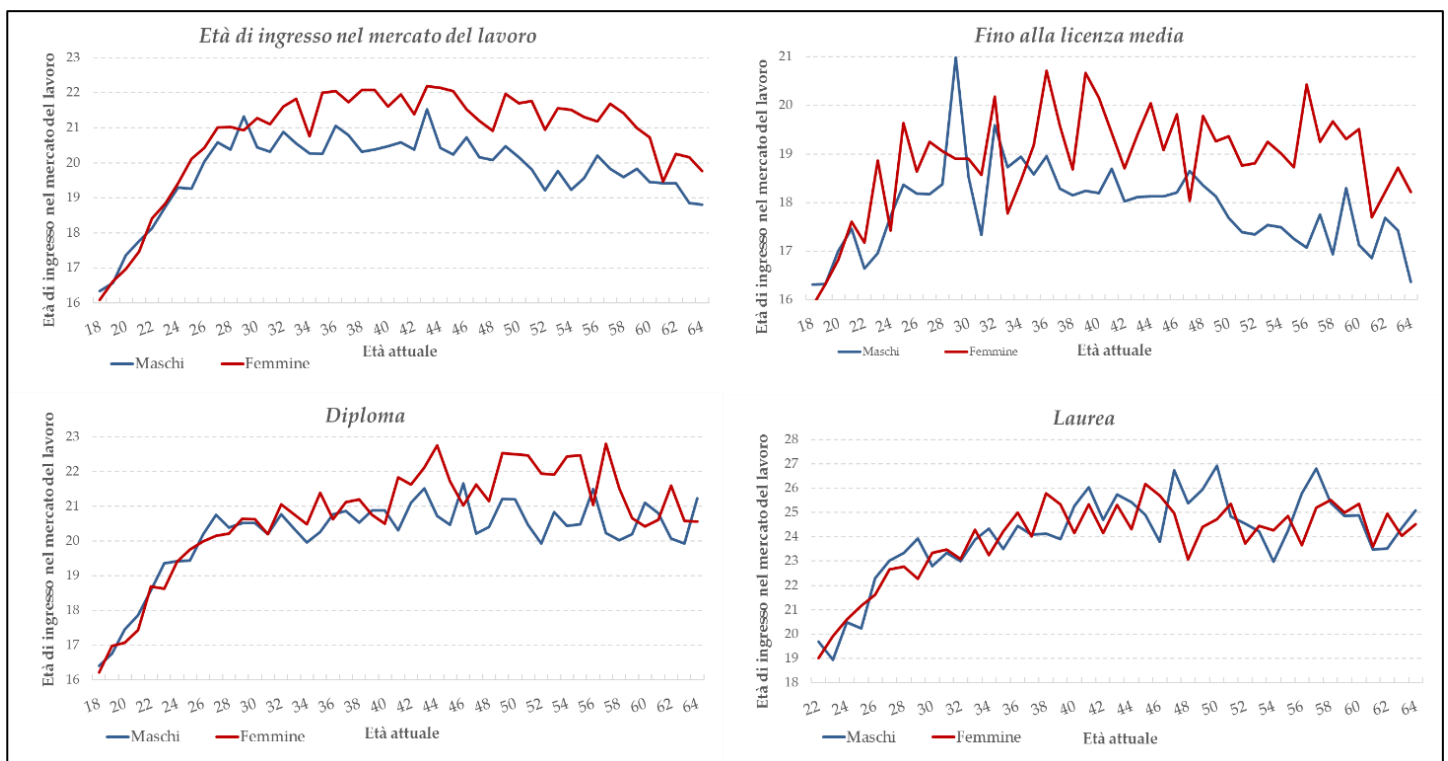 Età di ingresso nel mercato del lavoro
Età di ingresso nel mercato del lavoro
23
22
21
20
19
18
17
16
18 20 22 24 26 28 30 32 34 36 38 40 42 44 46 48 50 52 54 56 58 60 62 64
Età attuale
Maschi Femmine
Fino alla licenza media
Età di ingresso nel mercato del lavoro
21
20
19
18
17
16
18 20 22 24 26 28 30 32 34 36 38 40 42 44 46 48 50 52 54 56 58 60 62 64
Maschi Femmine Età attuale
Diploma
Età di ingresso nel mercato del lavoro
23
22
21
20
19
18
17
16
18 20 22 24 26 28 30 32 34 36 38 40 42 44 46 48 50 52 54 56 58 60 62 64
Maschi Femmine Età attuale
Laurea
Età di ingresso nel mercato del lavoro
28
27
26
25
24
23
22
21
20
19
18
22 24 26 28 30 32 34 36 38 40 42 44 46 48 50 52 54 56 58 60 62 64
Maschi Femmine Età attuale